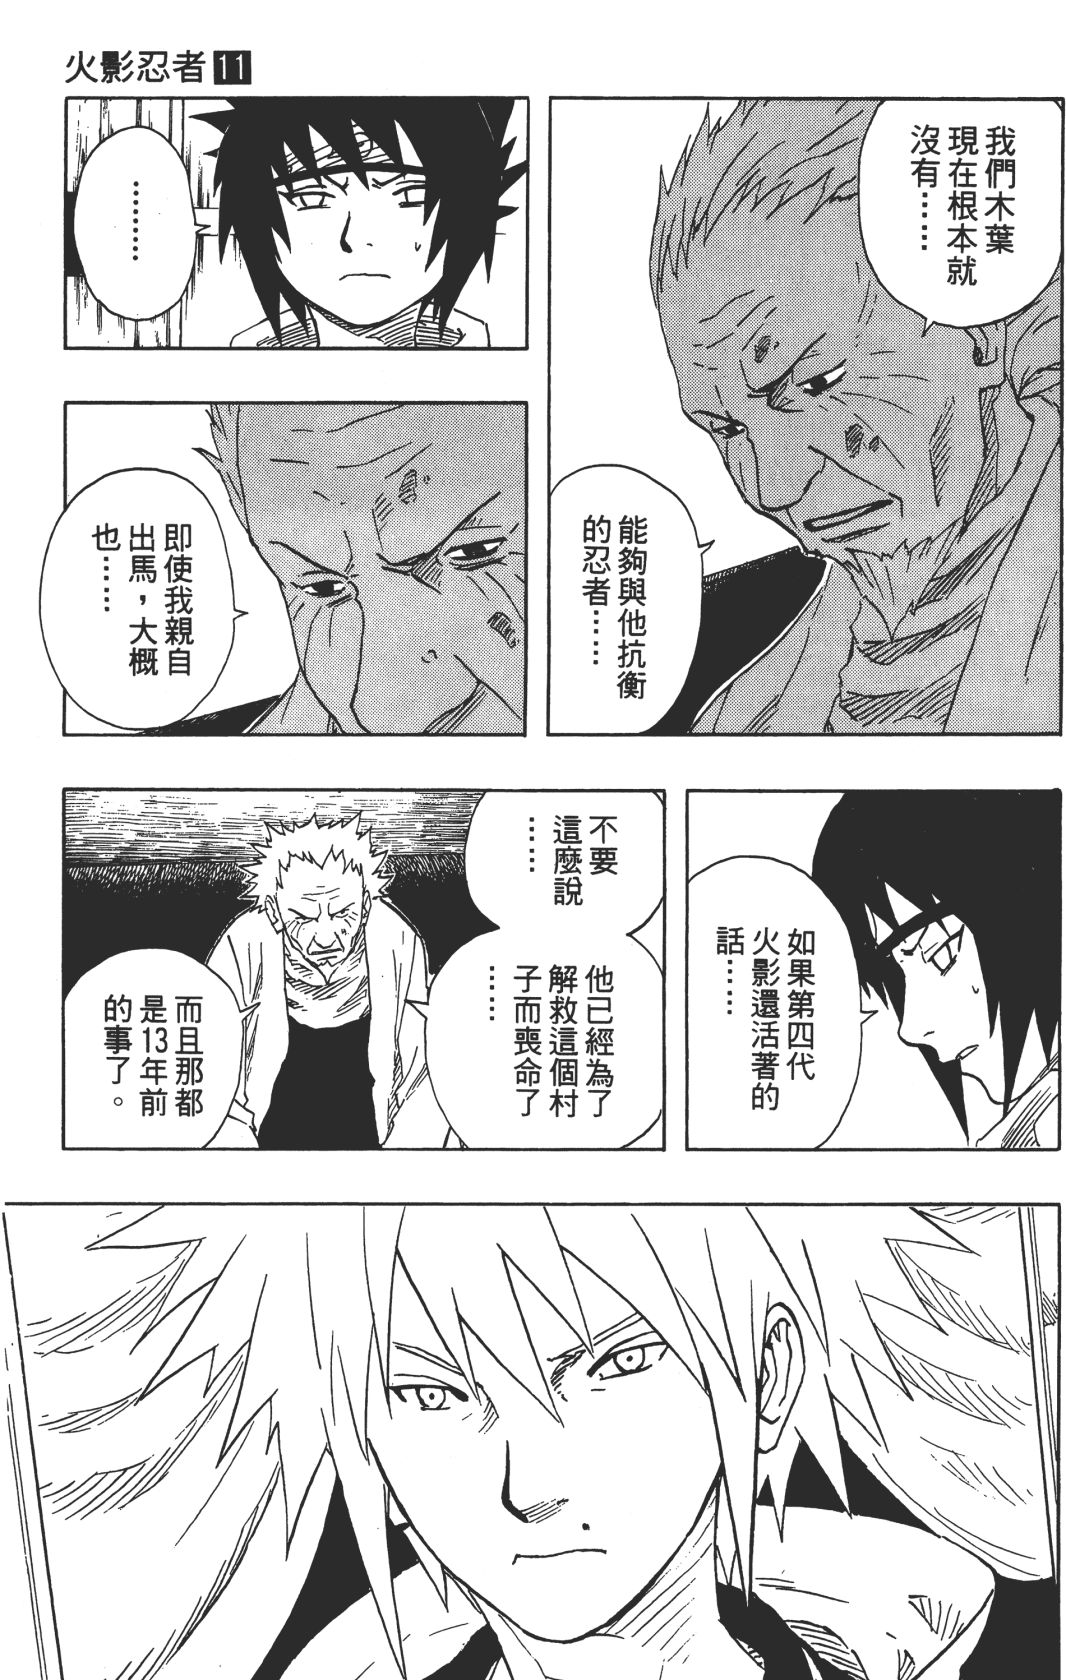 火影忍者11
我們木葉
現在根本就
沒有……
能夠與他抗衡
的忍者……
………
即使我親自
出馬，大概
也……
如果第四代
火影還活著的
話……
不要
這麼說
……
他已經為了
解救這個村
子而喪命了
……
而且那都
是13年前
的事了。